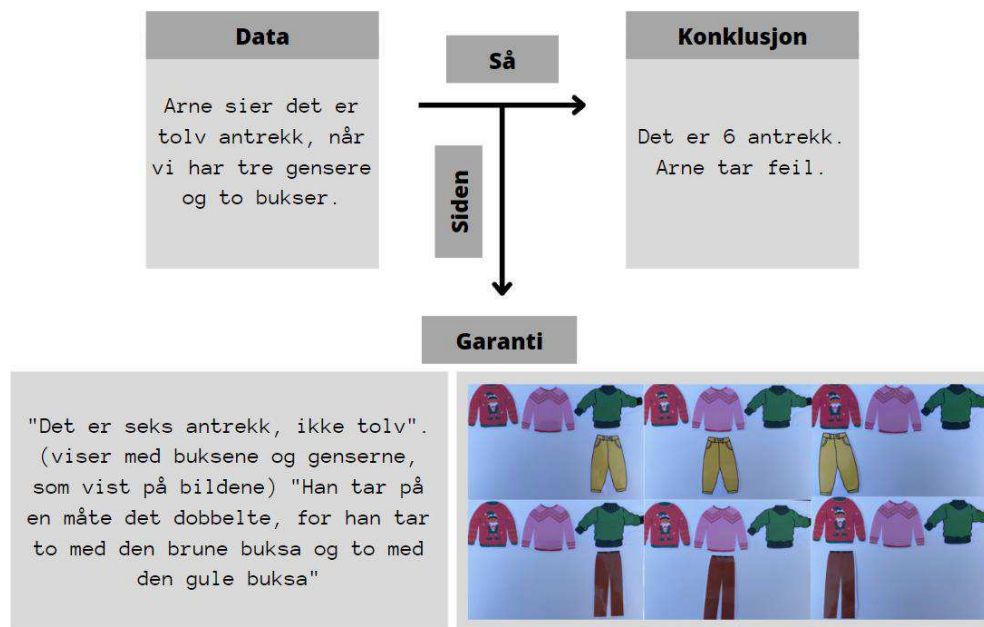 Data
Arne sier det er
tolv antrekk, når
vi har tre gensere
og to bukser.
Så
Siden
Konklusjon
Det er 6 antrekk.
Arne tar feil.
Garanti
"Det er seks antrekk, ikke tolv".
(viser med buksene og genserne,
som vist på bildene) "Han tar på
en måte det dobbelte, for han tar
to med den brune buksa og to med
den gule buksa"